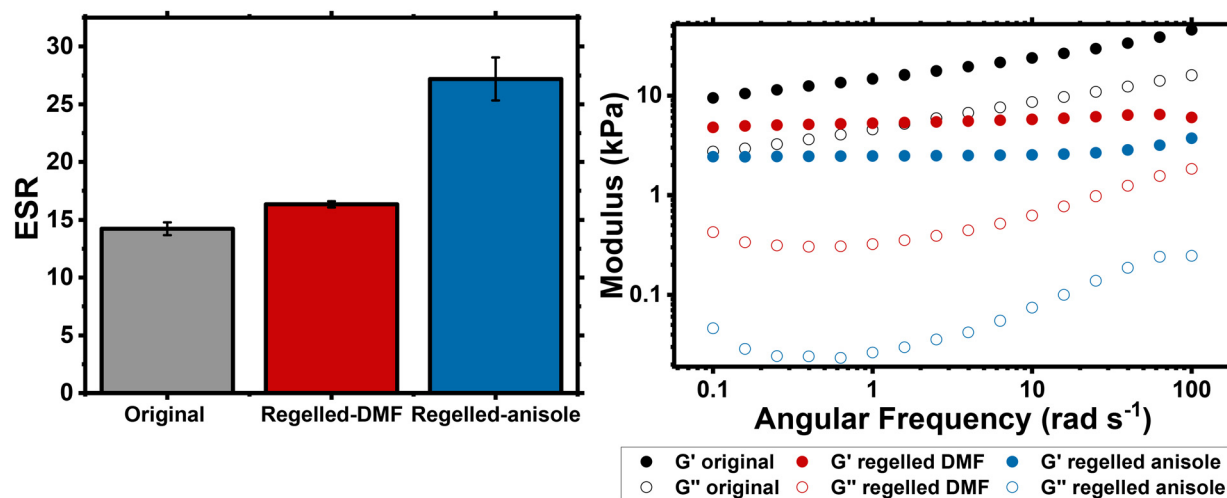 ESR
30
25
20
15
10
5
0
Original Regelled-DMF Regelled-anisole
Modulus (kPa)
10
1
0.1
0.1 1 10 100
Angular Frequency (rad s⁻¹)
G' original G' regelled DMF G' regelled anisole
G'' original G'' regelled DMF G'' regelled anisole